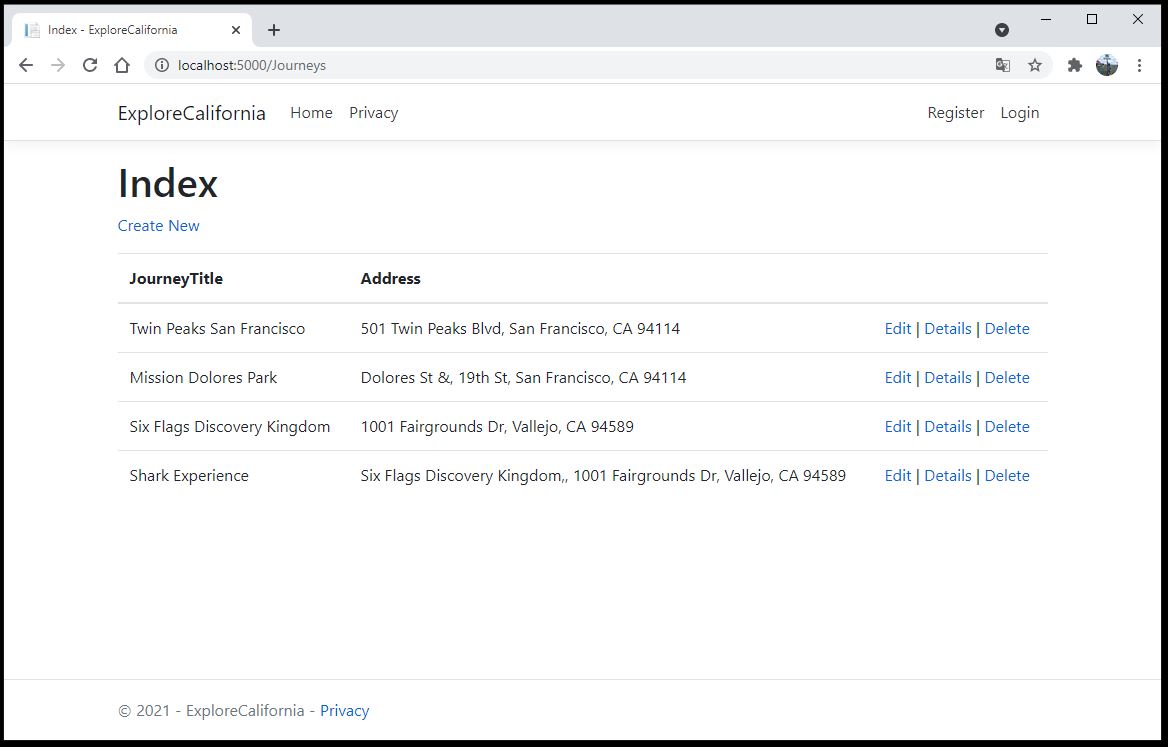 Index - ExploreCalifornia
localhost:5000/Journeys
ExploreCalifornia Home Privacy Register Login
Index
Create New
JourneyTitle Address
Twin Peaks San Francisco 501 Twin Peaks Blvd, San Francisco, CA 94114 Edit | Details | Delete
Mission Dolores Park Dolores St &, 19th St, San Francisco, CA 94114 Edit | Details | Delete
Six Flags Discovery Kingdom 1001 Fairgrounds Dr, Vallejo, CA 94589 Edit | Details | Delete
Shark Experience Six Flags Discovery Kingdom,, 1001 Fairgrounds Dr, Vallejo, CA 94589 Edit | Details | Delete
© 2021 - ExploreCalifornia - Privacy